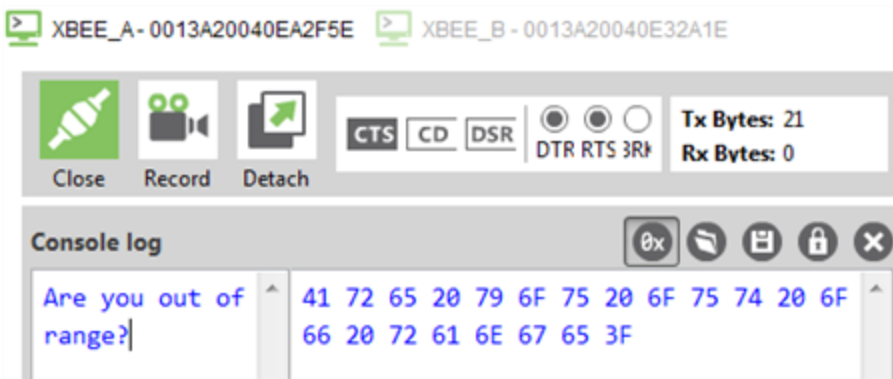 XBEE_A - 0013A20040EA2F5E XBEE_B - 0013A20040E32A1E
CTS CD DSR
DTR RTS BRK
Tx Bytes: 21
Rx Bytes: 0
Close Record Detach
Console log
0x
Are you out of
range?
41 72 65 20 79 6F 75 20 6F 75 74 20 6F
66 20 72 61 6E 67 65 3F